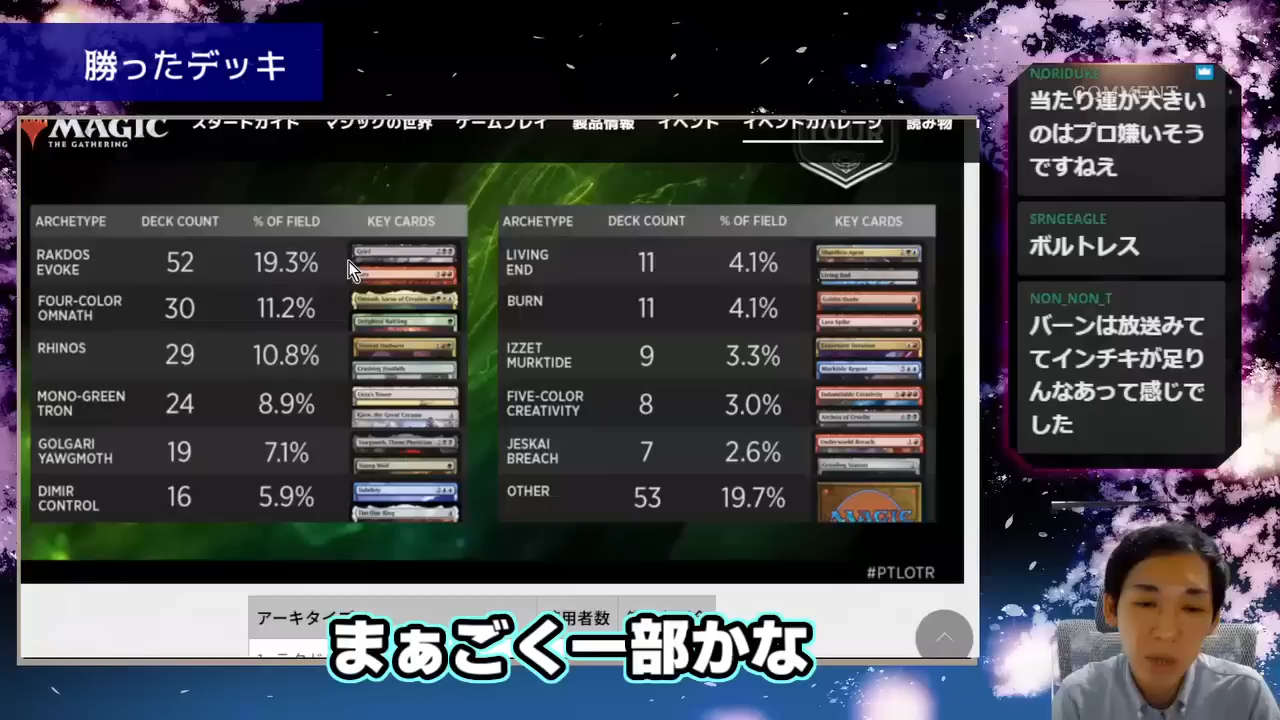 勝ったデッキ
MAGIC
THE GATHERING
スタートガイド マジックの世界 ゲームプレイ 製品情報 イベント イベントカバレージ 読み物
ARCHETYPE DECK COUNT % OF FIELD KEY CARDS
RAKDOS EVOKE 52 19.3%
FOUR-COLOR OMNATH 30 11.2%
RHINOS 29 10.8%
MONO-GREEN TRON 24 8.9%
GOLGARI YAWGMOTH 19 7.1%
DIMIR CONTROL 16 5.9%
ARCHETYPE DECK COUNT % OF FIELD KEY CARDS
LIVING END 11 4.1%
BURN 11 4.1%
IZZET MURKTIDE 9 3.3%
FIVE-COLOR CREATIVITY 8 3.0%
JESKAI BREACH 7 2.6%
OTHER 53 19.7%
MAGIC
#PTLOTR
アーキタイプ
用者数
まぁごく一部かな
COMMENT
NORIDUKE
当たり運が大きい
のはプロ嫌いそう
ですねえ
SRNGEAGLE
ボルトレス
NON_NON_T
バーンは放送みて
てインチキが足り
んなあって感じで
した